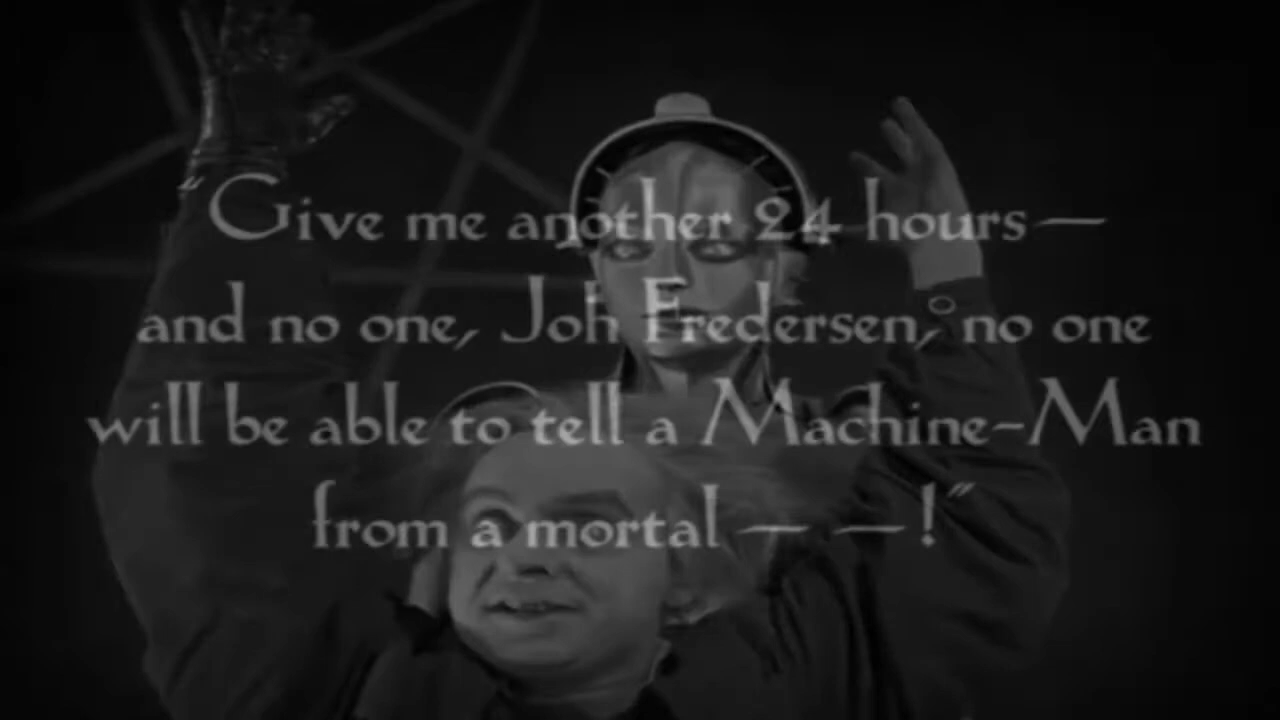 “Give me another 24 hours —
and no one, Joh Fredersen, no one
will be able to tell a Machine-Man
from a mortal — — !”